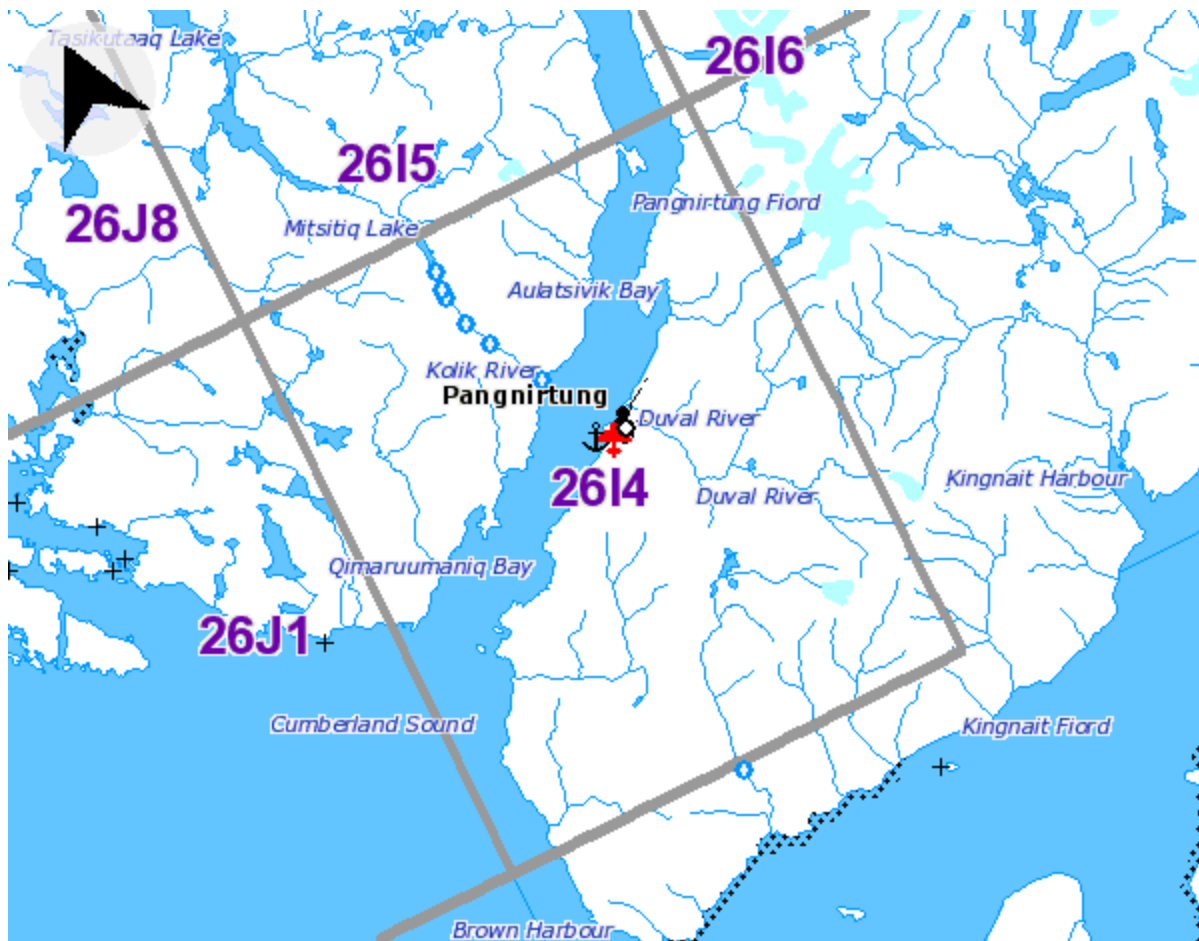 Tasikutaaq Lake
26I6
26I5
Pangnirtung Fiord
26J8
Mitsitiq Lake
Aulatsivik Bay
Kolik River
Pangnirtung
Duval River
Kingnait Harbour
26I4
Duval River
Qimaruumaniq Bay
26J1
Cumberland Sound
Kingnait Fiord
Brown Harbour